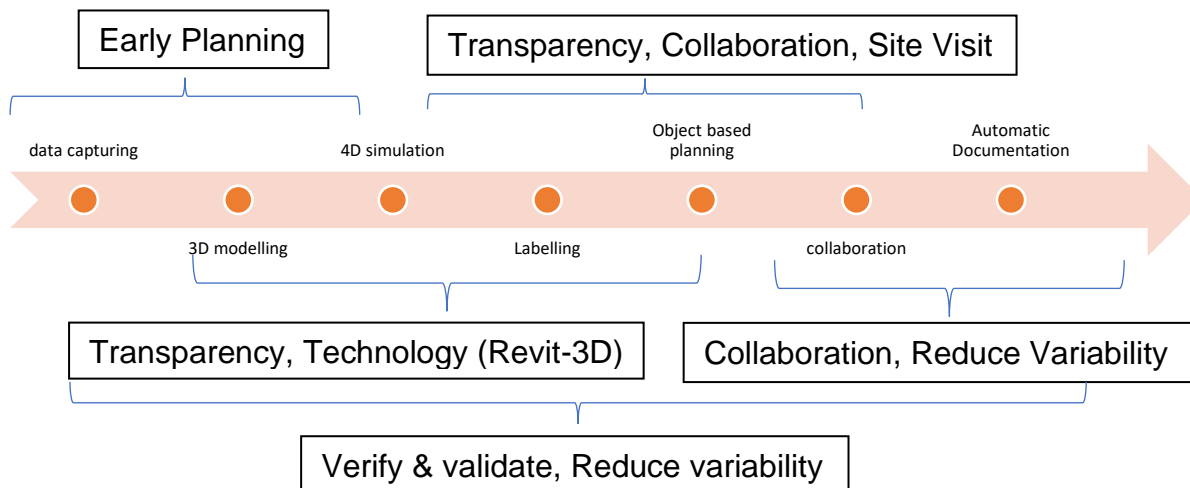 Early Planning
Transparency, Collaboration, Site Visit
data capturing
4D simulation
Object based
planning
Automatic
Documentation
3D modelling
Labelling
collaboration
Transparency, Technology (Revit-3D)
Collaboration, Reduce Variability
Verify & validate, Reduce variability